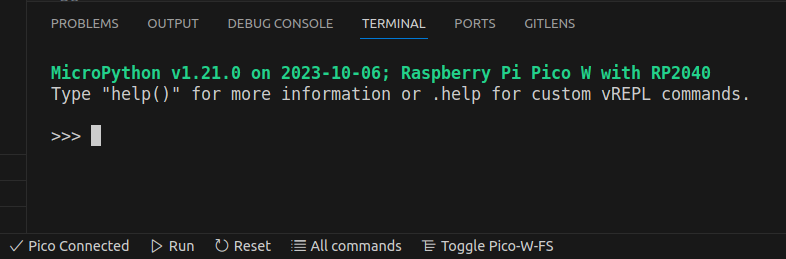 PROBLEMS OUTPUT DEBUG CONSOLE TERMINAL PORTS GITLENS
MicroPython v1.21.0 on 2023-10-06; Raspberry Pi Pico W with RP2040
Type "help()" for more information or .help for custom vREPL commands.
>>>
Pico Connected Run Reset All commands Toggle Pico-W-FS